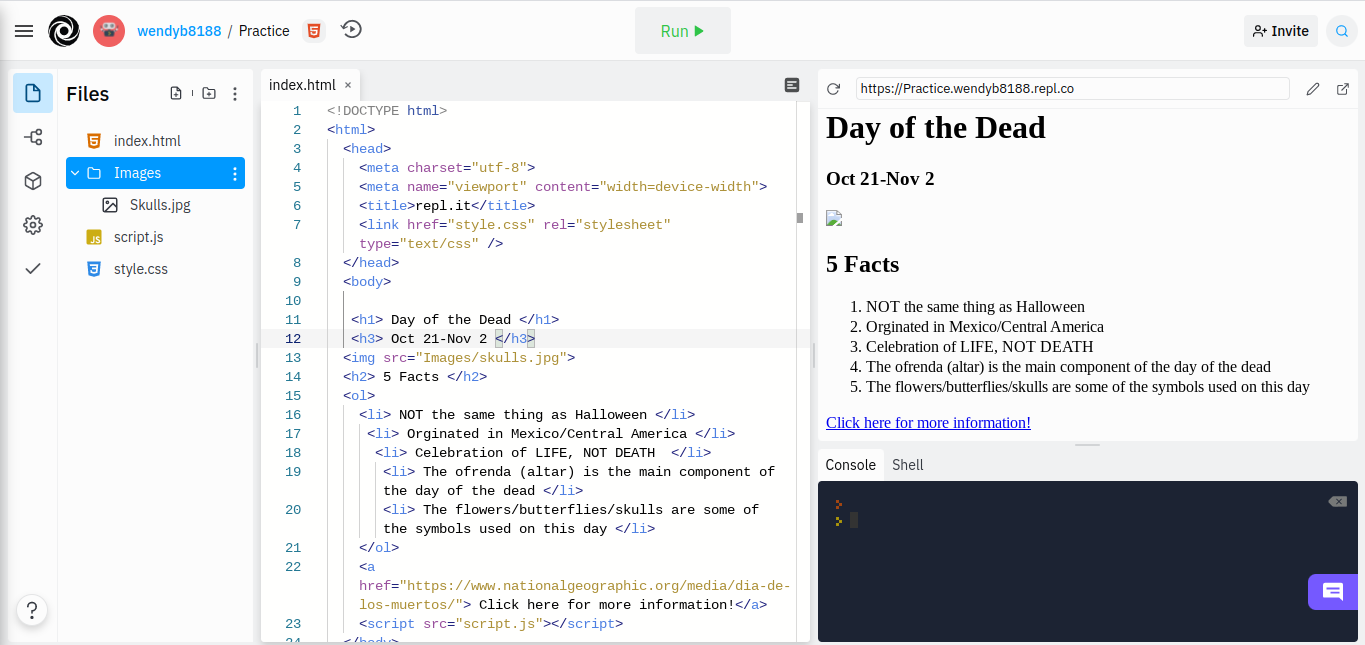 wendyb8188 / Practice
Run
Invite
Files
index.html
Images
Skulls.jpg
script.js
style.css
index.html ×
1 <!DOCTYPE html>
2 <html>
3 <head>
4 <meta charset="utf-8">
5 <meta name="viewport" content="width=device-width">
6 <title>repl.it</title>
7 <link href="style.css" rel="stylesheet"
type="text/css" />
8 </head>
9 <body>
10
11 <h1> Day of the Dead </h1>
12 <h3> Oct 21-Nov 2 </h3>
13 <img src="Images/skulls.jpg">
14 <h2> 5 Facts </h2>
15 <ol>
16 <li> NOT the same thing as Halloween </li>
17 <li> Orginated in Mexico/Central America </li>
18 <li> Celebration of LIFE, NOT DEATH  </li>
19 <li> The ofrenda (altar) is the main component of
the day of the dead </li>
20 <li> The flowers/butterflies/skulls are some of
the symbols used on this day </li>
21 </ol>
22 <a
href="https://www.nationalgeographic.org/media/dia-de-
los-muertos/"> Click here for more information!</a>
23 <script src="script.js"></script>
24 </body>
https://Practice.wendyb8188.repl.co
Day of the Dead
Oct 21-Nov 2
5 Facts
1. NOT the same thing as Halloween
2. Orginated in Mexico/Central America
3. Celebration of LIFE, NOT DEATH
4. The ofrenda (altar) is the main component of the day of the dead
5. The flowers/butterflies/skulls are some of the symbols used on this day
Click here for more information!
Console Shell
?